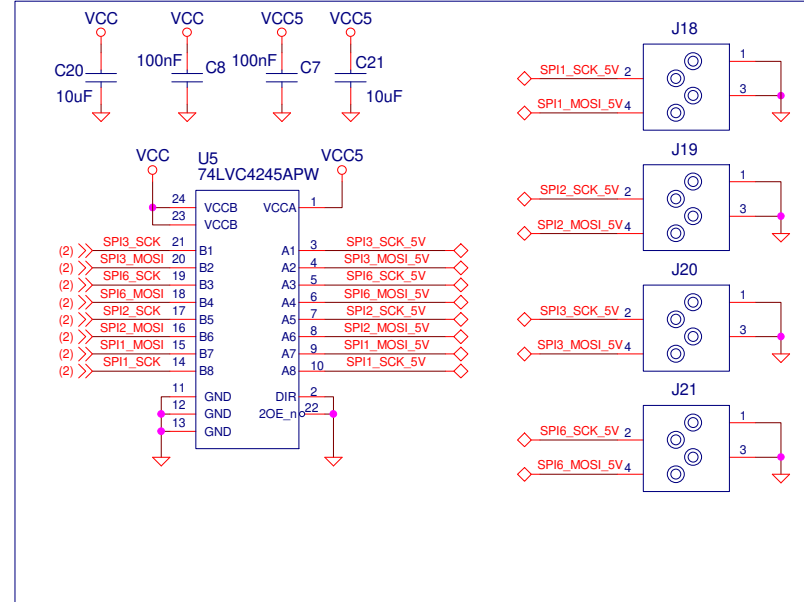 VCC VCC VCC5 VCC5
C20 10uF
100nF C8
100nF C7
C21 10uF
VCC
U5
74LVC4245APW
VCC5
24 VCCB VCCA 1
23 VCCB
(2) SPI3_SCK 21 B1 A1 3 SPI3_SCK_5V
(2) SPI3_MOSI 20 B2 A2 4 SPI3_MOSI_5V
(2) SPI6_SCK 19 B3 A3 5 SPI6_SCK_5V
(2) SPI6_MOSI 18 B4 A4 6 SPI6_MOSI_5V
(2) SPI2_SCK 17 B5 A5 7 SPI2_SCK_5V
(2) SPI2_MOSI 16 B6 A6 8 SPI2_MOSI_5V
(2) SPI1_MOSI 15 B7 A7 9 SPI1_MOSI_5V
(2) SPI1_SCK 14 B8 A8 10 SPI1_SCK_5V
11 GND DIR 2
12 GND 2OE_n 22
13 GND
J18
1
SPI1_SCK_5V 2
3
SPI1_MOSI_5V 4
J19
1
SPI2_SCK_5V 2
3
SPI2_MOSI_5V 4
J20
1
SPI3_SCK_5V 2
3
SPI3_MOSI_5V 4
J21
1
SPI6_SCK_5V 2
3
SPI6_MOSI_5V 4